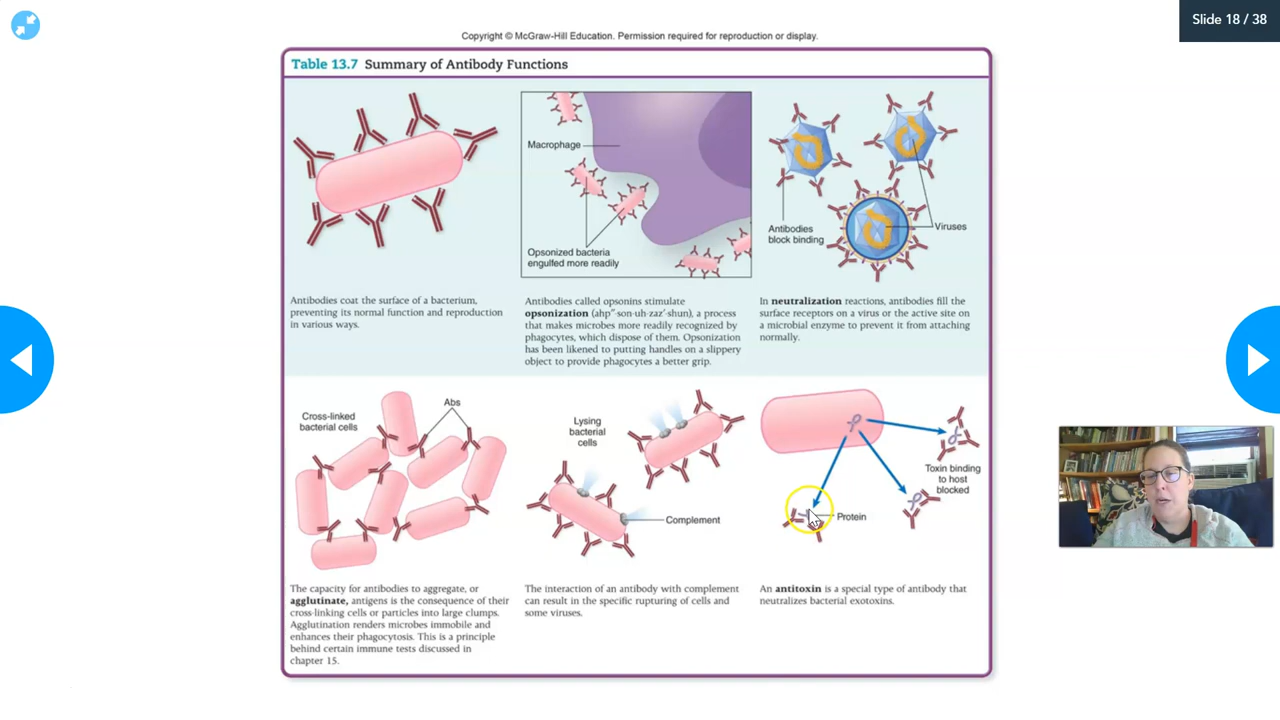 Slide 18 / 38
Copyright © McGraw-Hill Education. Permission required for reproduction or display.
Table 13.7 Summary of Antibody Functions
Macrophage
Opsonized bacteria
engulfed more readily
Antibodies
block binding
Viruses
Antibodies coat the surface of a bacterium,
preventing its normal function and reproduction
in various ways.
Antibodies called opsonins stimulate
opsonization (ahp″son·uh·zaz′shun), a process
that makes microbes more readily recognized by
phagocytes, which dispose of them. Opsonization
has been likened to putting handles on a slippery
object to provide phagocytes a better grip.
In neutralization reactions, antibodies fill the
surface receptors on a virus or the active site on
a microbial enzyme to prevent it from attaching
normally.
Cross-linked
bacterial cells
Abs
Lysing
bacterial
cells
Complement
Protein
Toxin binding
to host
blocked
The capacity for antibodies to aggregate, or
agglutinate, antigens is the consequence of their
cross-linking cells or particles into large clumps.
Agglutination renders microbes immobile and
enhances their phagocytosis. This is a principle
behind certain immune tests discussed in
chapter 15.
The interaction of an antibody with complement
can result in the specific rupturing of cells and
some viruses.
An antitoxin is a special type of antibody that
neutralizes bacterial exotoxins.